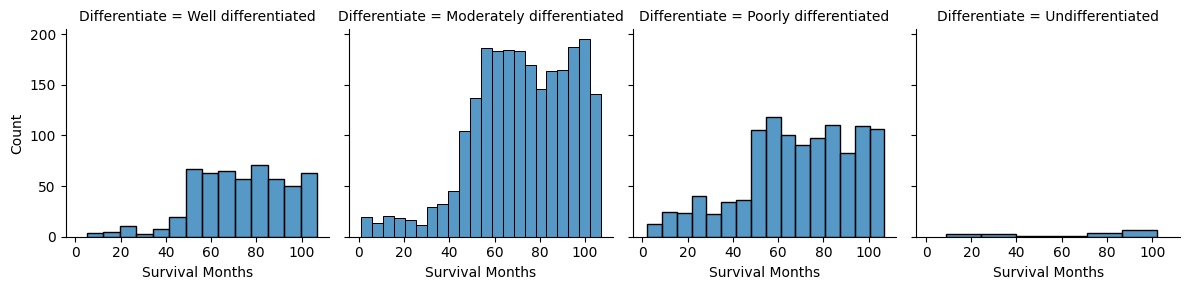 Differentiate = Well differentiated
Differentiate = Moderately differentiated
Differentiate = Poorly differentiated
Differentiate = Undifferentiated
200
150
100
50
0
Count
0 20 40 60 80 100
0 20 40 60 80 100
0 20 40 60 80 100
0 20 40 60 80 100
Survival Months
Survival Months
Survival Months
Survival Months